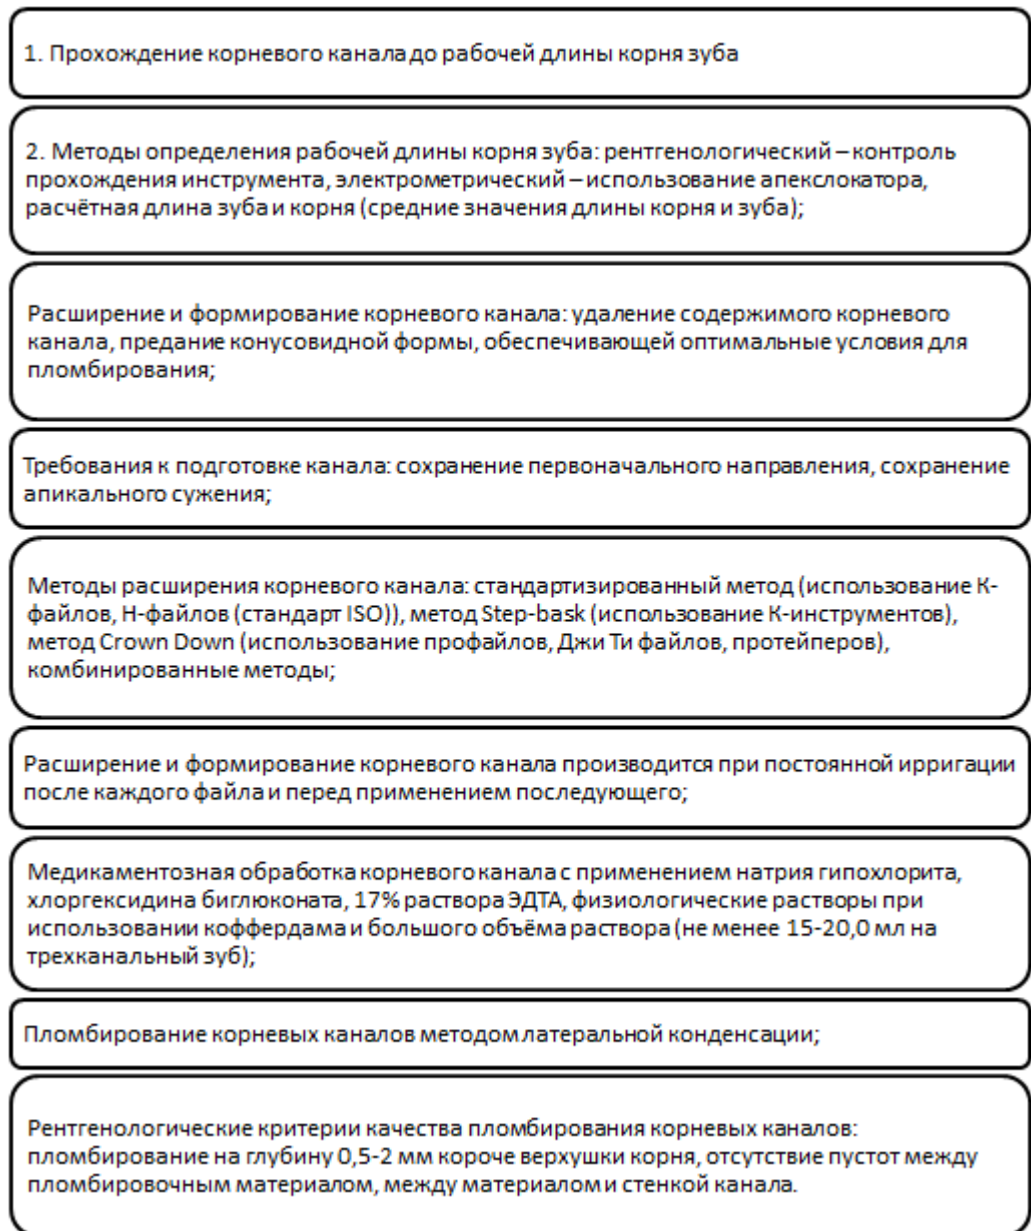 1. Прохождение корневого канала до рабочей длины корня зуба
2. Методы определения рабочей длины корня зуба: рентгенологический – контроль
прохождения инструмента, электрометрический – использование апекслокатора,
расчётная длина зуба и корня (средние значения длины корня и зуба);
Расширение и формирование корневого канала: удаление содержимого корневого
канала, предание конусовидной формы, обеспечивающей оптимальные условия для
пломбирования;
Требования к подготовке канала: сохранение первоначального направления, сохранение
апикального сужения;
Методы расширения корневого канала: стандартизированный метод (использование К-
файлов, Н-файлов (стандарт ISO)), метод Step-bask (использование К-инструментов),
метод Crown Down (использование профайлов, Джи Ти файлов, протейперов),
комбинированные методы;
Расширение и формирование корневого канала производится при постоянной ирригации
после каждого файла и перед применением последующего;
Медикаментозная обработка корневого канала с применением натрия гипохлорита,
хлоргексидина биглюконата, 17% раствора ЭДТА, физиологические растворы при
использовании коффердама и большого объёма раствора (не менее 15-20,0 мл на
трехканальный зуб);
Пломбирование корневых каналов методом латеральной конденсации;
Рентгенологические критерии качества пломбирования корневых каналов:
пломбирование на глубину 0,5-2 мм короче верхушки корня, отсутствие пустот между
пломбировочным материалом, между материалом и стенкой канала.